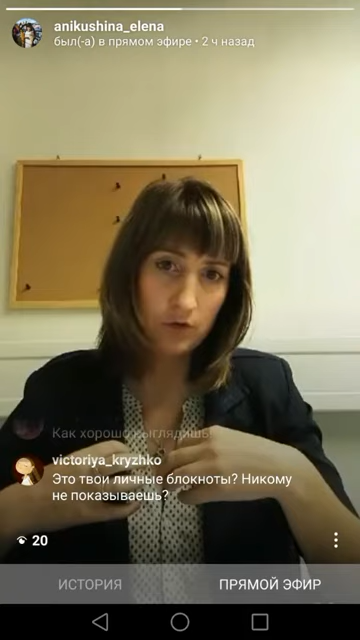 anikushina_elena
был(-а) в прямом эфире • 2 ч назад
Как хорошо выглядишь
victoriya_kryzhko
Это твои личные блокноты? Никому
не показываешь?
20
ИСТОРИЯ
ПРЯМОЙ ЭФИР